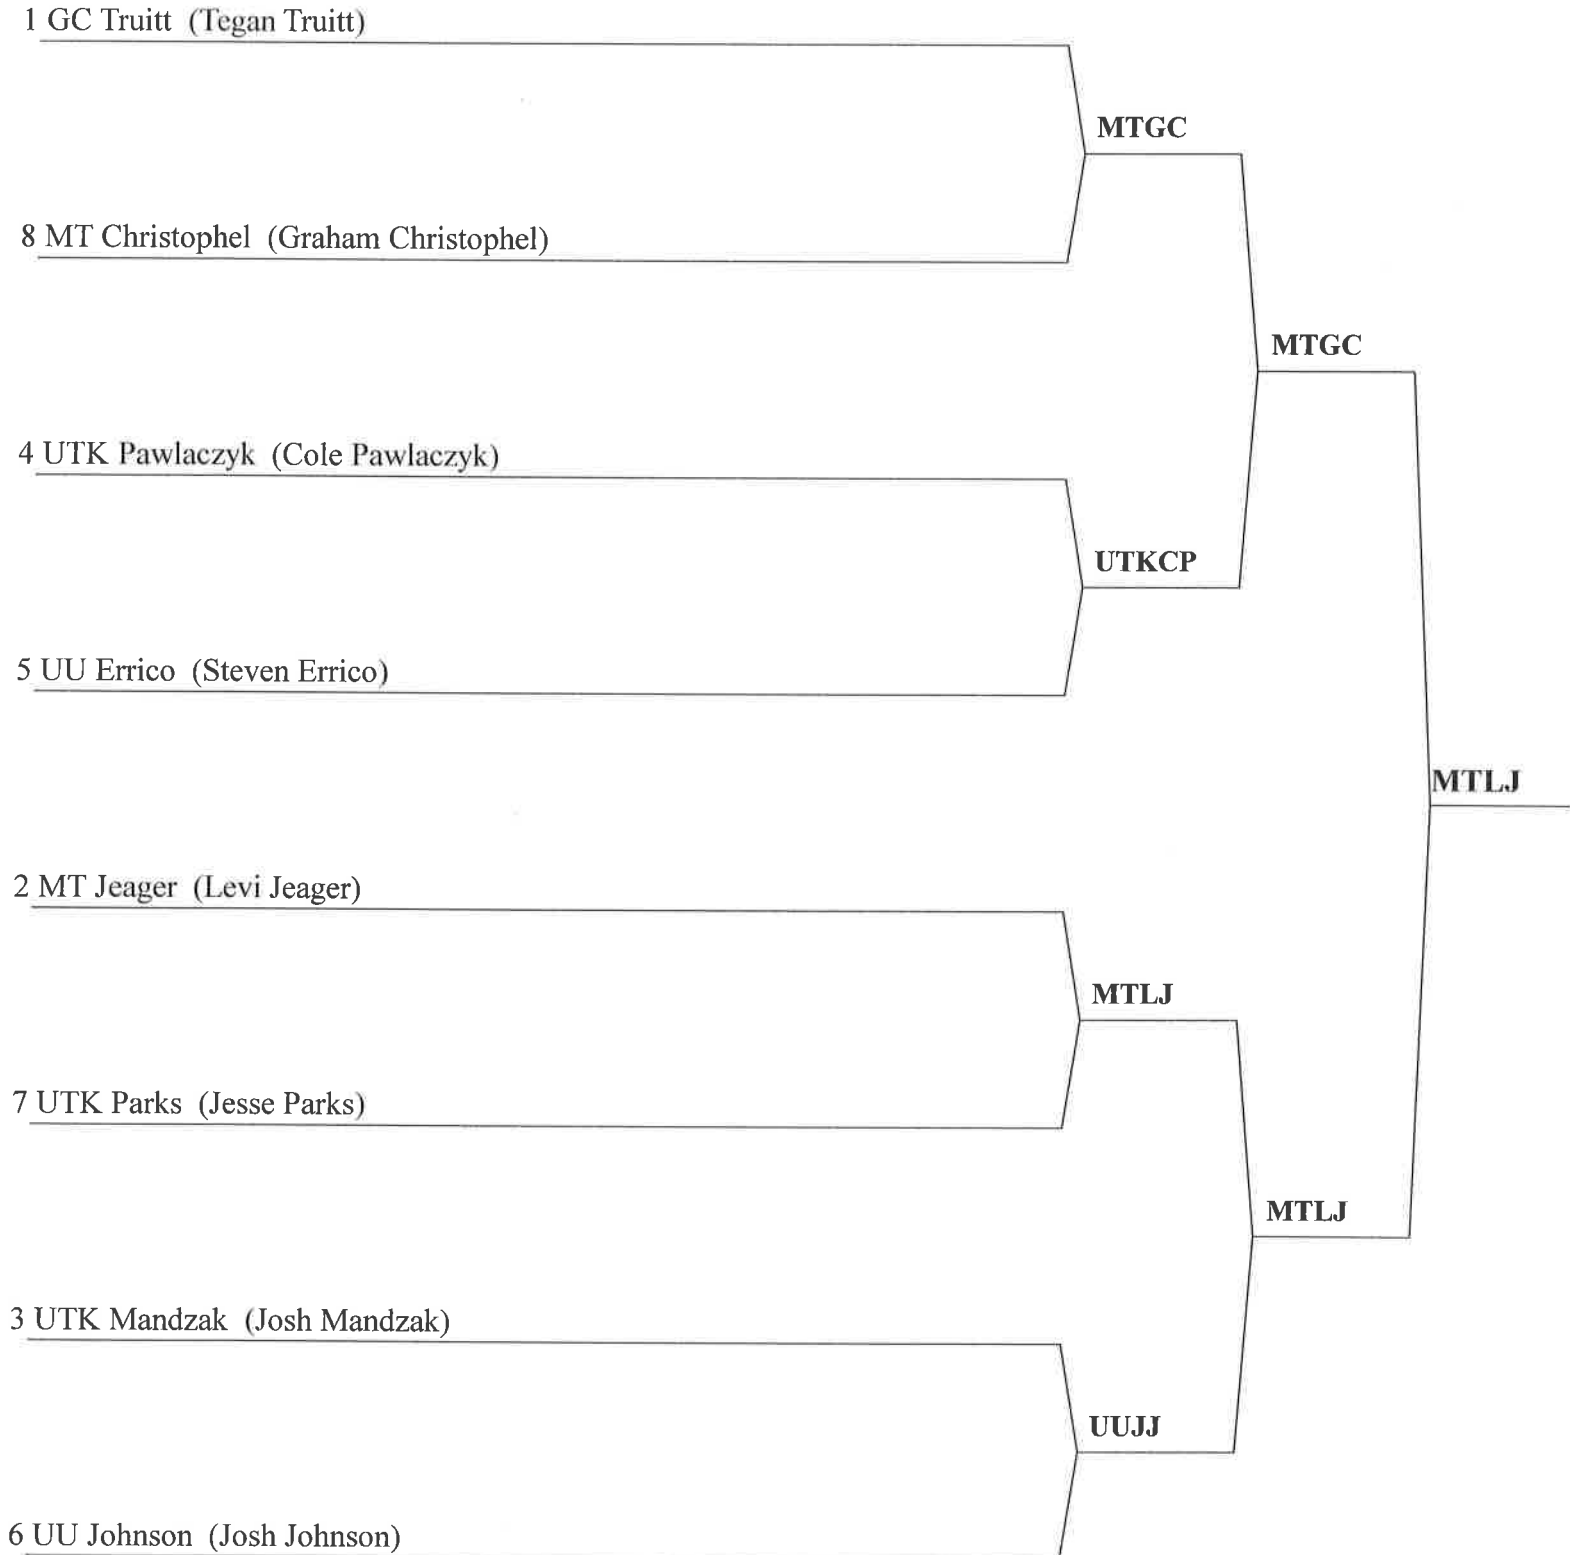 1 GC Truitt (Tegan Truitt)
MTGC
8 MT Christophel (Graham Christophel)
MTGC
4 UTK Pawlaczyk (Cole Pawlaczyk)
UTKCP
5 UU Errico (Steven Errico)
MTLJ
2 MT Jeager (Levi Jeager)
MTLJ
7 UTK Parks (Jesse Parks)
MTLJ
3 UTK Mandzak (Josh Mandzak)
UUJJ
6 UU Johnson (Josh Johnson)